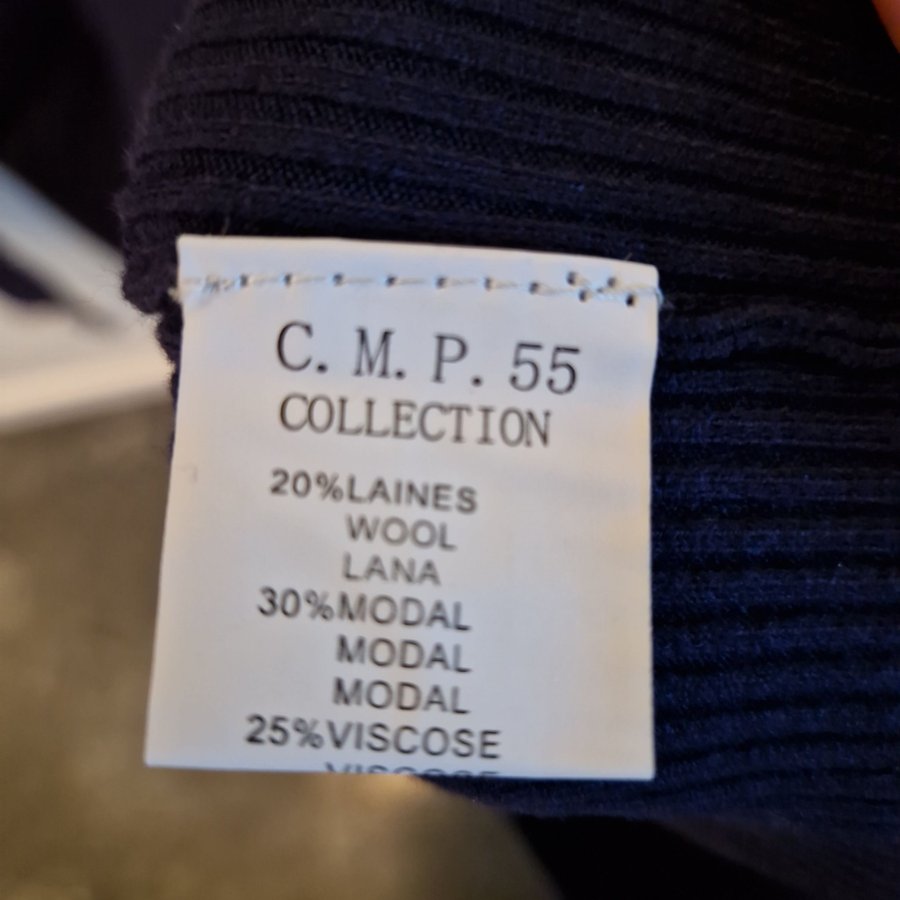 C. M. P. 55
COLLECTION
20%LAINES
WOOL
LANA
30%MODAL
MODAL
MODAL
25%VISCOSE